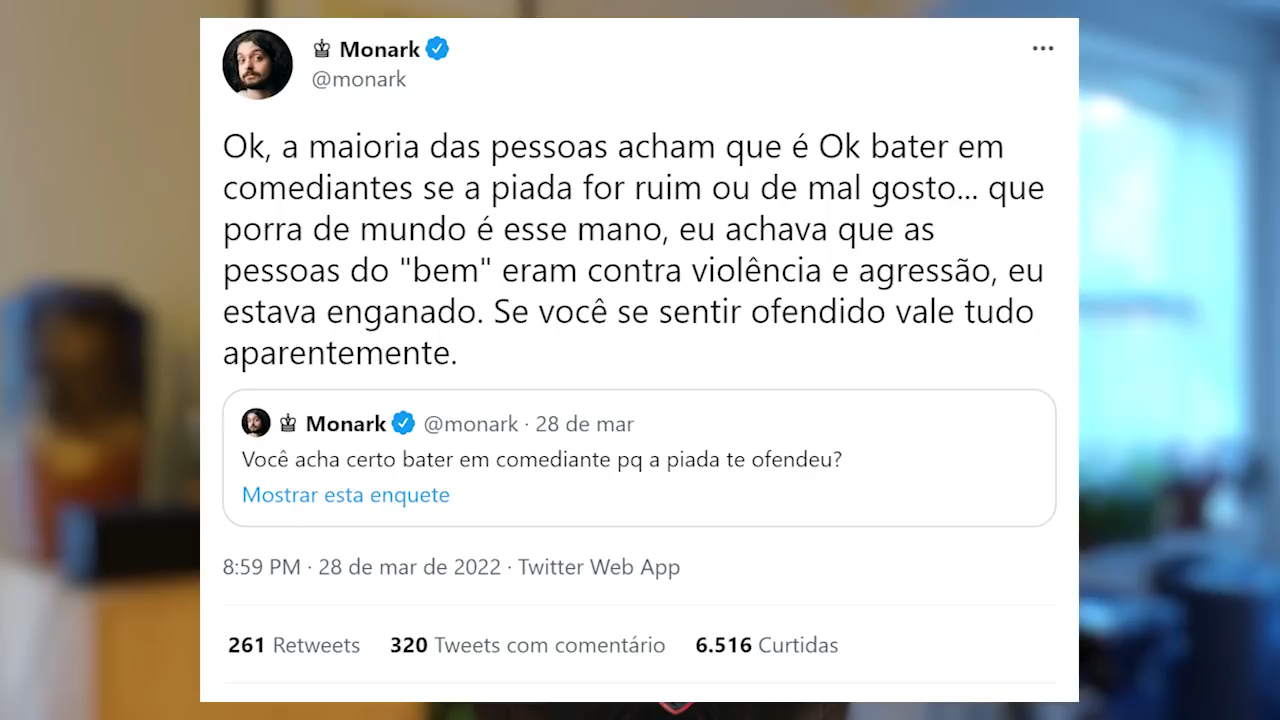 ♔ Monark
@monark
Ok, a maioria das pessoas acham que é Ok bater em
comediantes se a piada for ruim ou de mal gosto... que
porra de mundo é esse mano, eu achava que as
pessoas do "bem" eram contra violência e agressão, eu
estava enganado. Se você se sentir ofendido vale tudo
aparentemente.
♔ Monark @monark · 28 de mar
Você acha certo bater em comediante pq a piada te ofendeu?
Mostrar esta enquete
8:59 PM · 28 de mar de 2022 · Twitter Web App
261 Retweets 320 Tweets com comentário 6.516 Curtidas